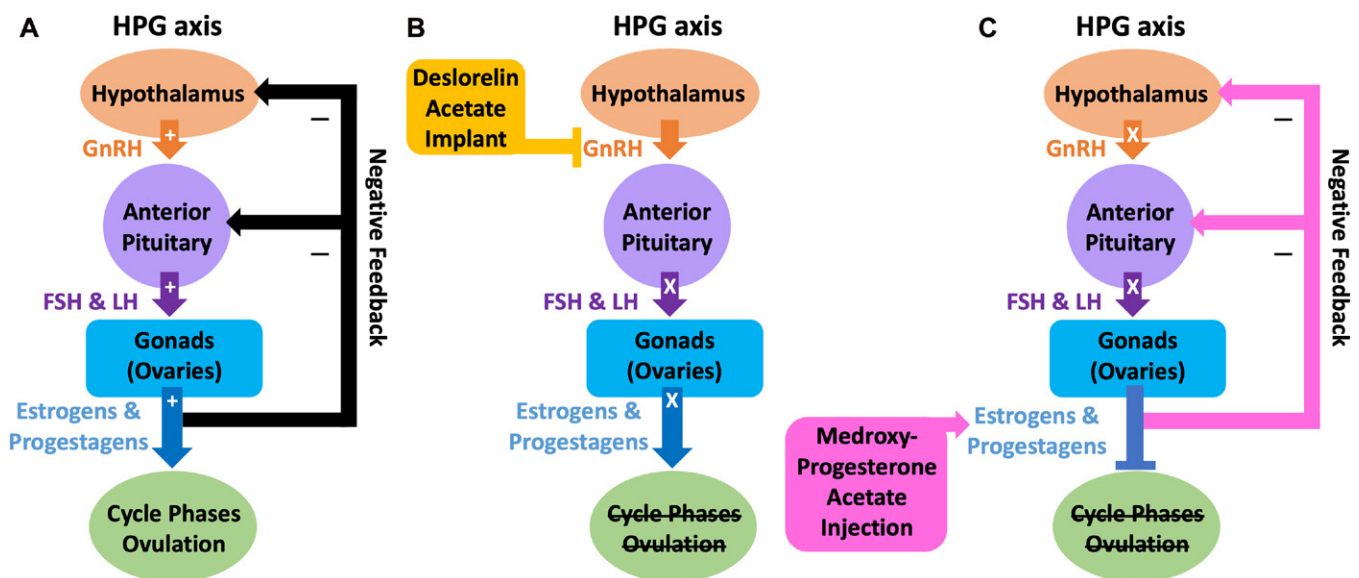 A
HPG axis
Hypothalamus
+
GnRH
Anterior
Pituitary
+
FSH & LH
Gonads
(Ovaries)
+
Estrogens &
Progestagens
Cycle Phases
Ovulation
–
–
Negative Feedback
B
HPG axis
Deslorelin
Acetate
Implant
Hypothalamus
GnRH
Anterior
Pituitary
X
FSH & LH
Gonads
(Ovaries)
X
Estrogens &
Progestagens
Cycle Phases
Ovulation
C
HPG axis
Hypothalamus
X
GnRH
Anterior
Pituitary
X
FSH & LH
Gonads
(Ovaries)
Estrogens &
Progestagens
Medroxy-
Progesterone
Acetate
Injection
Cycle Phases
Ovulation
–
–
Negative Feedback